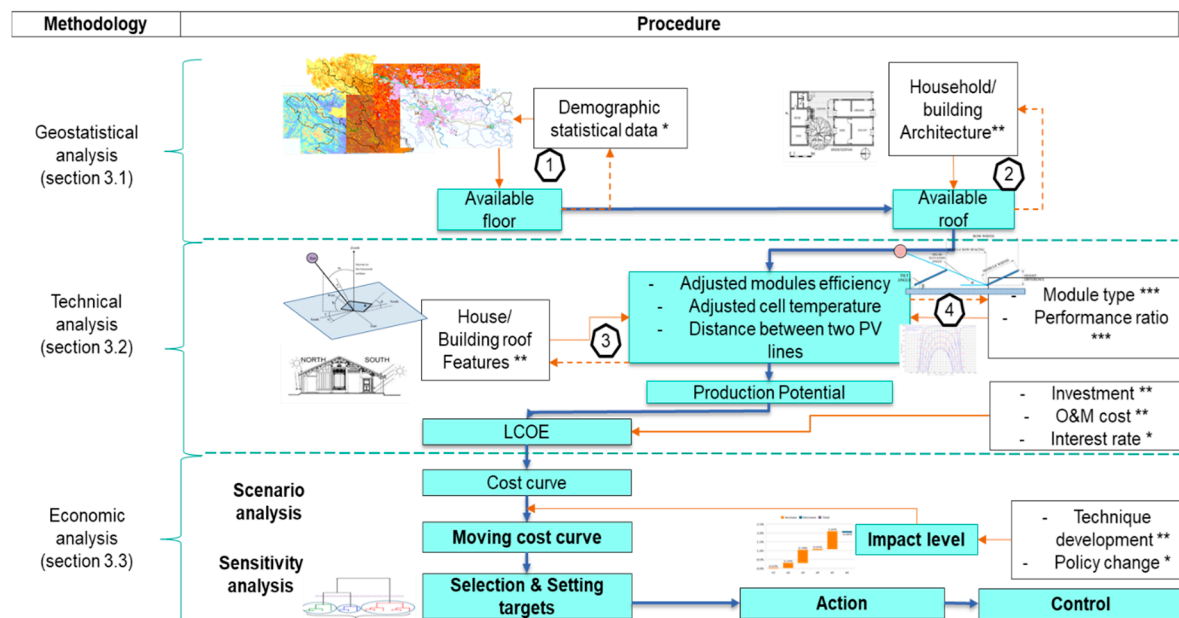 Methodology
Procedure
Geostatistical
analysis
(section 3.1)
Demographic
statistical data *
Household/
building
Architecture**
1
2
Available
floor
Available
roof
Technical
analysis
(section 3.2)
House/
Building roof
Features **
3
- Adjusted modules efficiency
- Adjusted cell temperature
- Distance between two PV
lines
4
- Module type ***
- Performance ratio
***
NORTH SOUTH
Production Potential
- Investment **
- O&M cost **
- Interest rate *
LCOE
Economic
analysis
(section 3.3)
Scenario
analysis
Cost curve
Moving cost curve
Impact level
- Technique
development **
- Policy change *
Sensitivity
analysis
Selection & Setting
targets
Action
Control